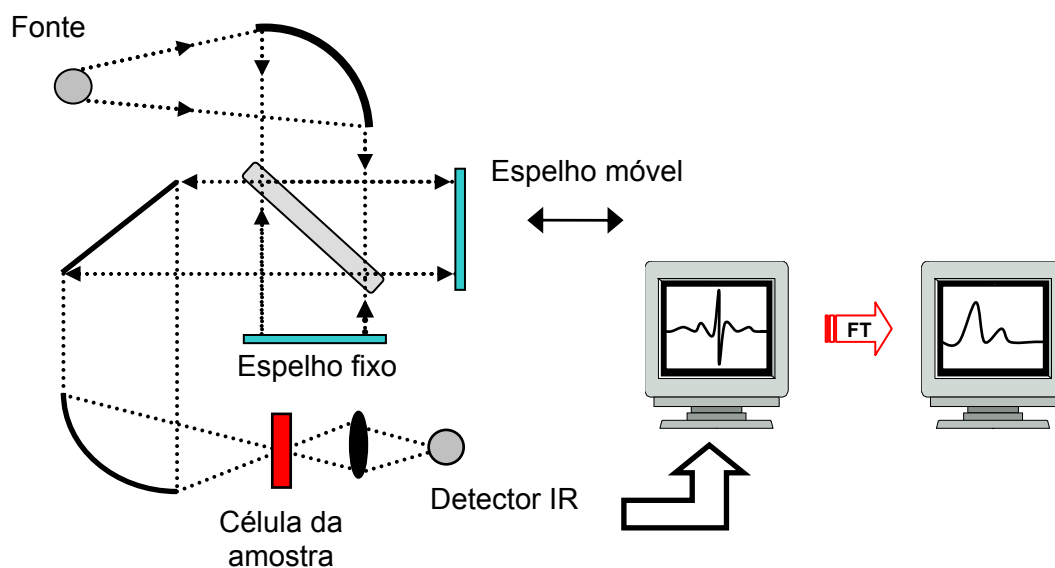 Fonte
Espelho móvel
Espelho fixo
FT
Detector IR
Célula da
amostra